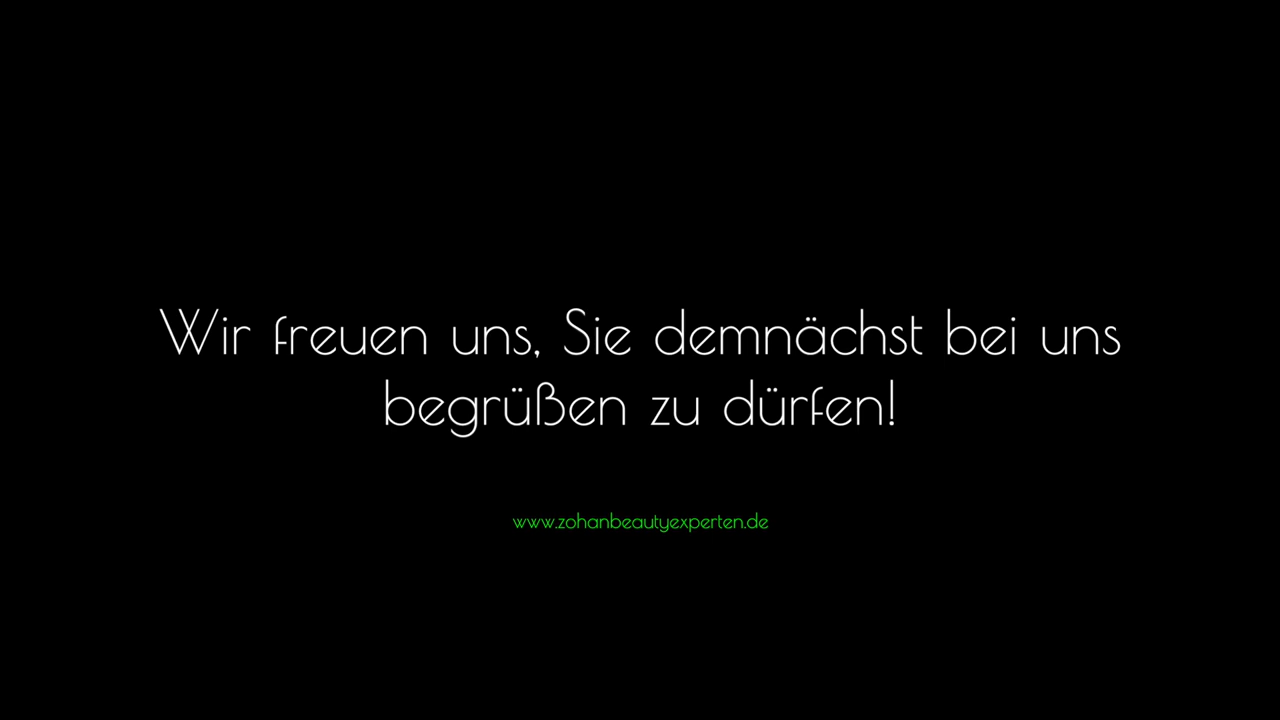 Wir freuen uns, Sie demnächst bei uns
begrüßen zu dürfen!
www.zohanbeautyexperten.de